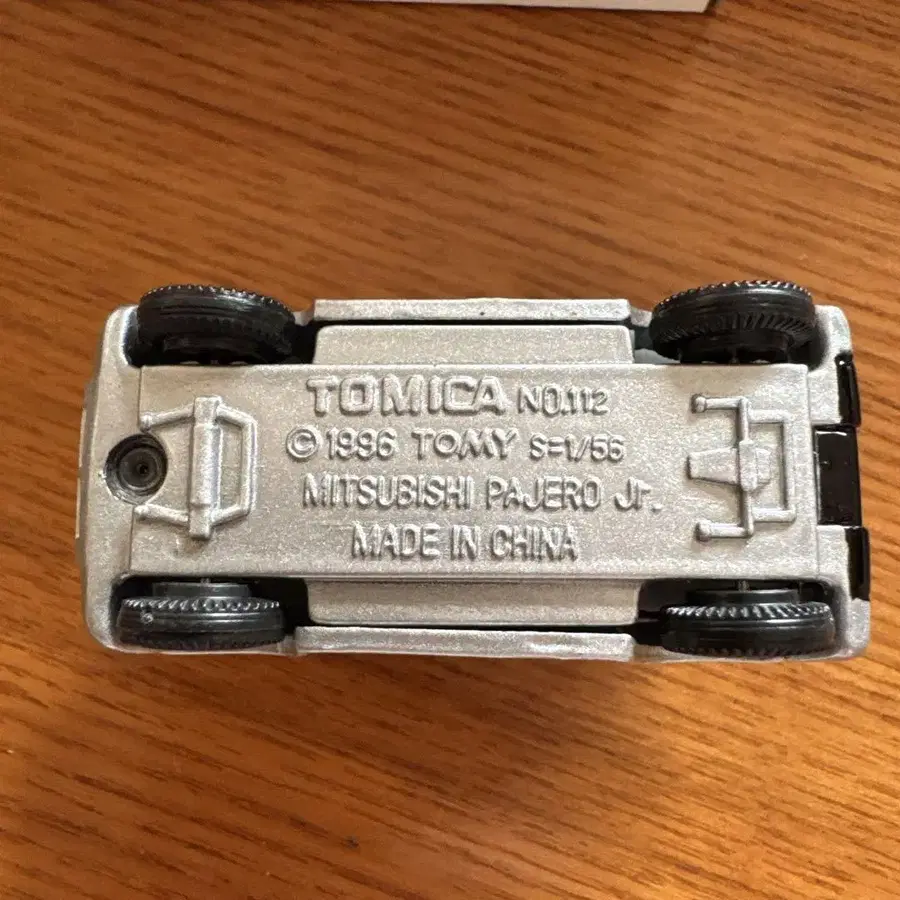 TOMICA NO.112
© 1996 TOMY S=1/56
MITSUBISHI PAJERO Jr.
MADE IN CHINA